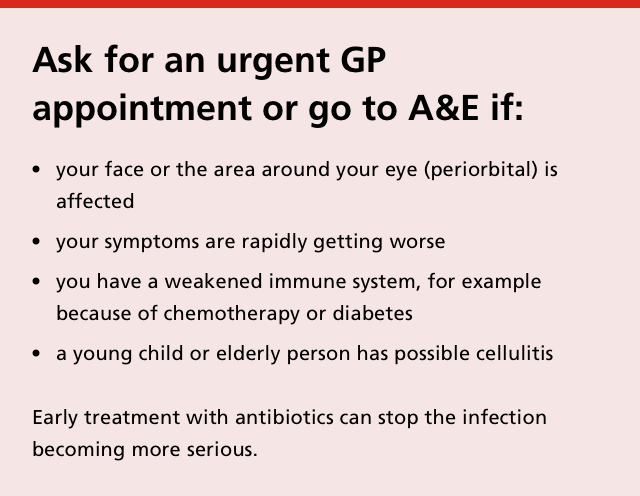 Ask for an urgent GP
appointment or go to A&E if:
• your face or the area around your eye (periorbital) is
affected
• your symptoms are rapidly getting worse
• you have a weakened immune system, for example
because of chemotherapy or diabetes
• a young child or elderly person has possible cellulitis
Early treatment with antibiotics can stop the infection
becoming more serious.